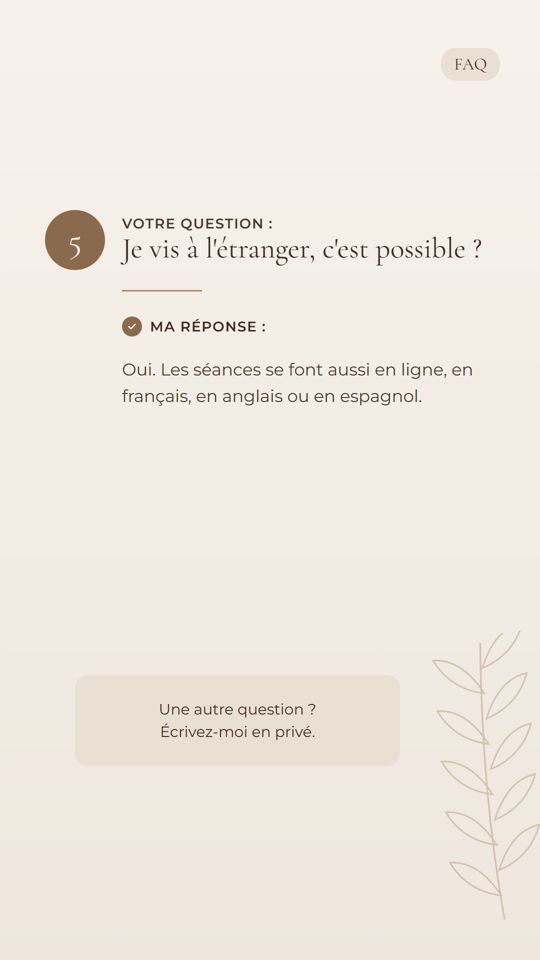 FAQ
5
VOTRE QUESTION :
Je vis à l'étranger, c'est possible ?
MA RÉPONSE :
Oui. Les séances se font aussi en ligne, en
français, en anglais ou en espagnol.
Une autre question ?
Écrivez-moi en privé.